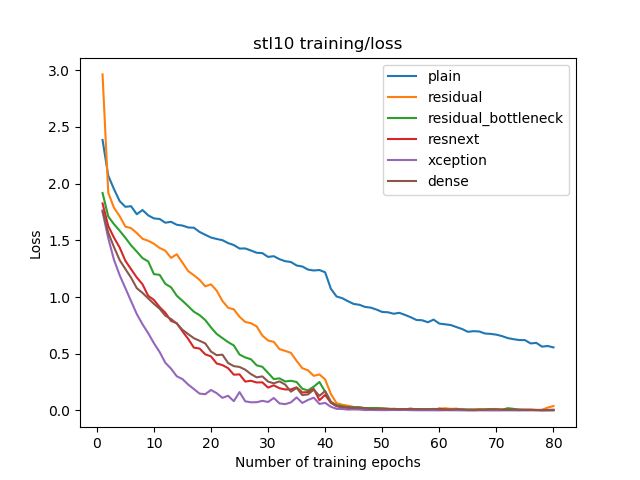 stl10 training/loss
3.0
2.5
2.0
1.5
1.0
0.5
0.0
Loss
plain
residual
residual_bottleneck
resnext
xception
dense
0 10 20 30 40 50 60 70 80
Number of training epochs